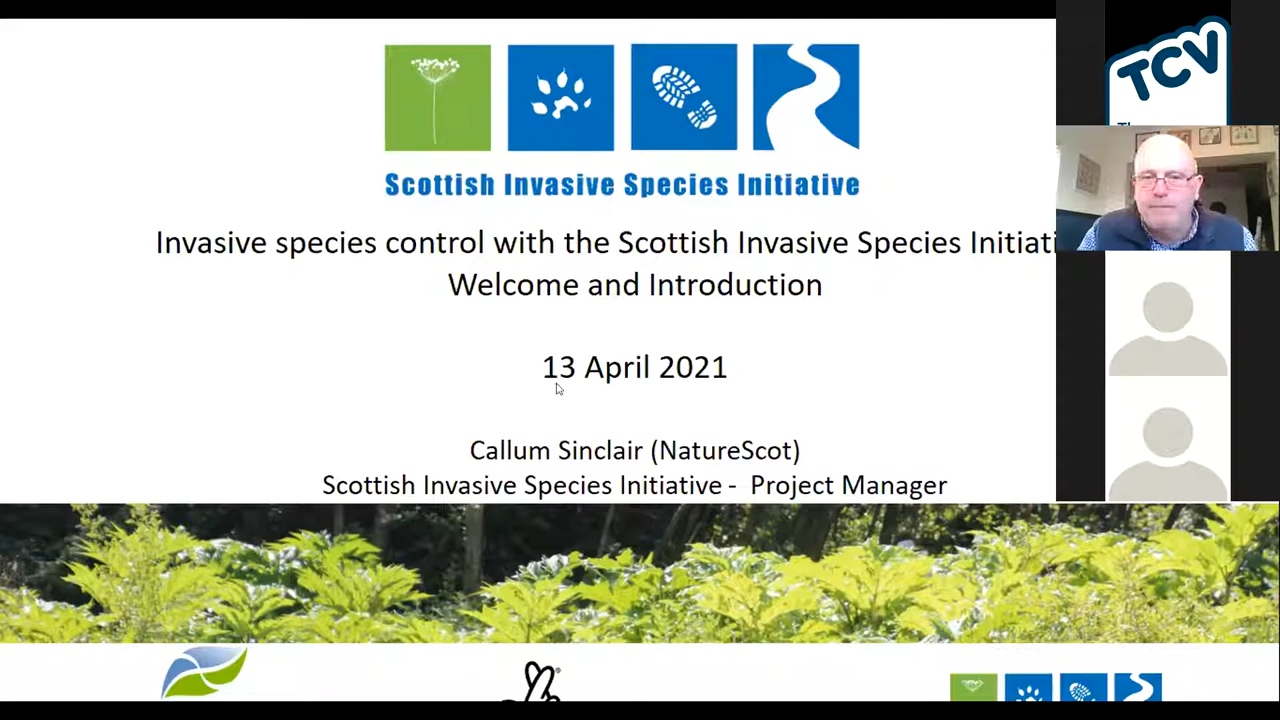 TCV
Scottish Invasive Species Initiative
Invasive species control with the Scottish Invasive Species Initiati
Welcome and Introduction
13 April 2021
Callum Sinclair (NatureScot)
Scottish Invasive Species Initiative - Project Manager